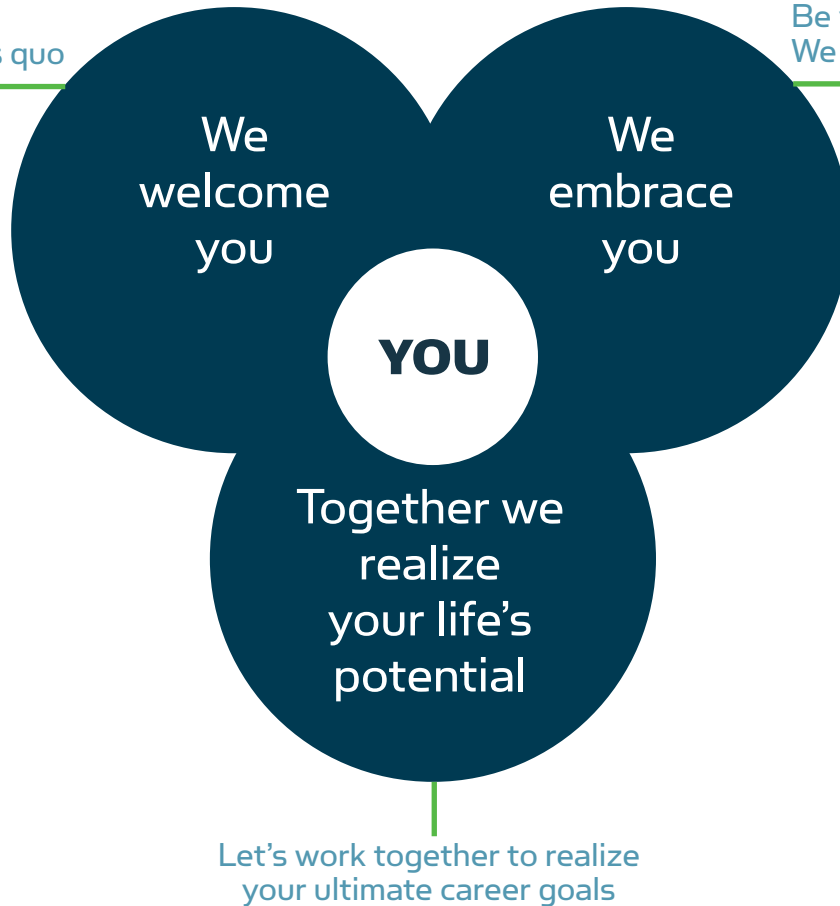 quo
Be
We
We
welcome
you
We
embrace
you
YOU
Together we
realize
your life’s
potential
Let’s work together to realize
your ultimate career goals